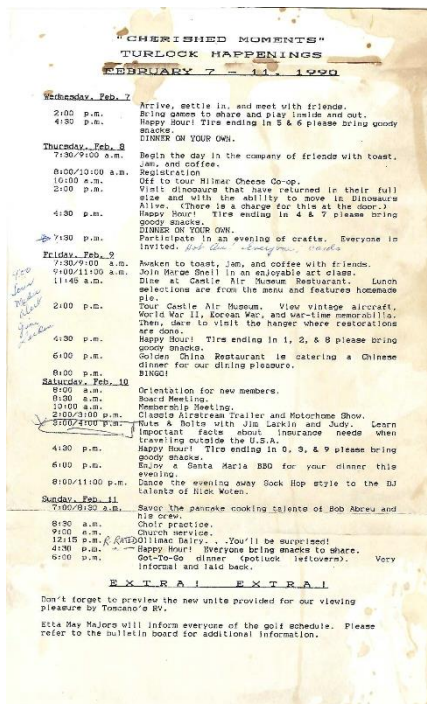 "CHERISHED MOMENTS"
TURLOCK HAPPENINGS
FEBRUARY 7 - 11, 1990
Wednesday, Feb. 7
Arrive, settle in, and meet with friends.
2:00 p.m. Bring games to share and play inside and out.
4:30 p.m. Happy Hour! Tirs ending in 5 & 6 please bring goody
snacks.
DINNER ON YOUR OWN.
Thursday, Feb. 8
7:30/9:00 a.m. Begin the day in the company of friends with toast,
jam, and coffee.
8:00/10:00 a.m. Registration
10:00 a.m. Off to tour Hilmar Cheese Co-op.
2:00 p.m. Visit dinosaurs that have returned in their full
size and with the ability to move in Dinosaurs
Alive. (There is a charge for this at the door.)
4:30 p.m. Happy Hour! Tirs ending in 4 & 7 please bring
goody snacks.
DINNER ON YOUR OWN.
7:30 p.m. Participate in an evening of crafts. Everyone is
invited.
Friday, Feb. 9
7:30/9:00 a.m. Awaken to toast, jam, and coffee with friends.
9:00/11:00 a.m. Join Marge Snell in an enjoyable art class.
11:45 a.m. Dine at Castle Air Museum Restaurant. Lunch
selections are from the menu and features homemade
pie.
2:00 p.m. Tour Castle Air Museum. View vintage aircraft,
World War II, Korean War, and war-time memorabilia.
Then, dare to visit the hanger where restorations
are done.
4:30 p.m. Happy Hour! Tirs ending in 1, 2, & 8 please bring
goody snacks.
6:00 p.m. Golden China Restaurant is catering a Chinese
dinner for our dining pleasure.
8:00 p.m. BINGO!
Saturday, Feb. 10
8:00 a.m. Orientation for new members.
8:30 a.m. Board Meeting.
10:00 a.m. Membership Meeting.
2:00/3:00 p.m. Classic Airstream Trailer and Motorhome Show.
3:00/4:00 p.m. Nuts & Bolts with Jim Larkin and Judy. Learn
important facts about insurance needs when
traveling outside the U.S.A.
4:30 p.m. Happy Hour! Tirs ending in 0, 3, & 9 please bring
goody snacks.
6:00 p.m. Enjoy a Santa Maria BBQ for your dinner this
evening.
8:00/11:00 p.m. Dance the evening away Sock Hop style to the DJ
talents of Nick Woten.
Sunday, Feb. 11
7:00/8:30 a.m. Savor the pancake cooking talents of Bob Abreu and
his crew.
8:30 a.m. Choir practice.
9:00 a.m. Church service.
12:15 p.m. R Rated Ollimac Dairy. . .You'll be surprised!
4:30 p.m. Happy Hour! Everyone bring snacks to share.
6:00 p.m. Got-To-Go dinner (potluck leftovers). Very
informal and laid back.
EXTRA! EXTRA!
Don't forget to preview the new units provided for our viewing
pleasure by Toscano's RV.
Etta May Majors will inform everyone of the golf schedule. Please
refer to the bulletin board for additional information.